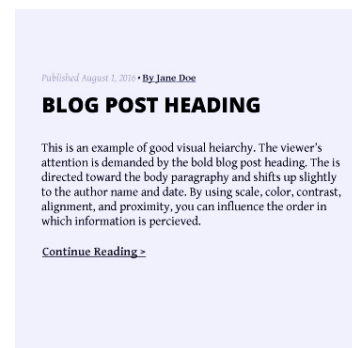 Published August 1, 2016 • By Jane Doe
BLOG POST HEADING
This is an example of good visual heiarchy. The viewer's
attention is demanded by the bold blog post heading. The is
directed toward the body paragraph and shifts up slightly
to the author name and date. By using scale, color, contrast,
alignment, and proximity, you can influence the order in
which information is percieved.
Continue Reading >